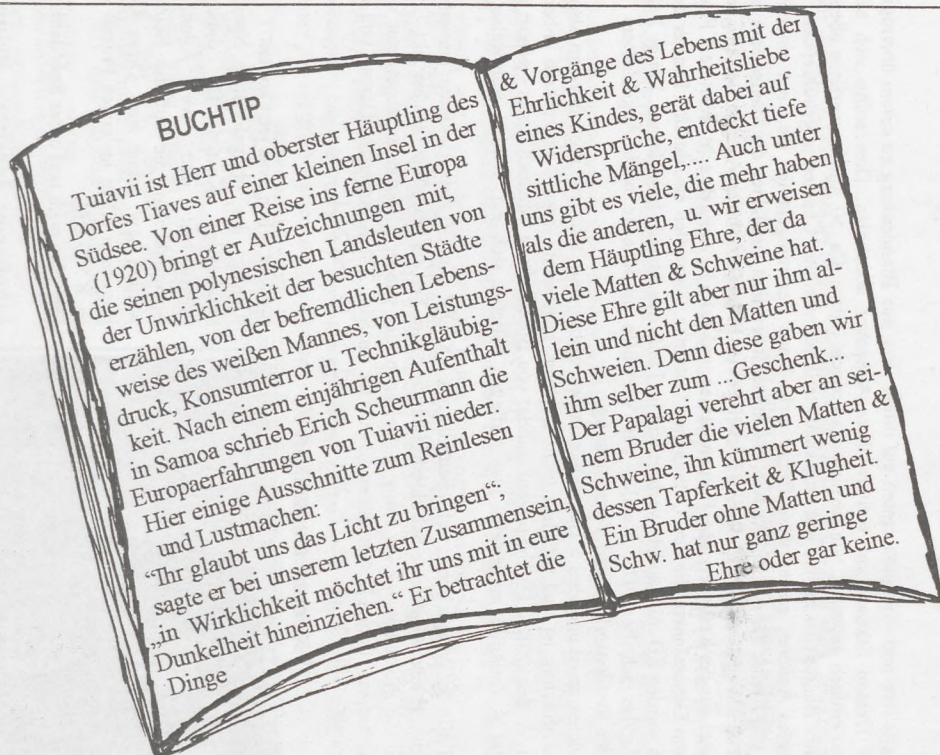 BUCHTIP
Tuiavii ist Herr und oberster Häuptling des
Dorfes Tiaves auf einer kleinen Insel in der
Südsee. Von einer Reise ins ferne Europa
(1920) bringt er Aufzeichnungen mit,
die seinen polynesischen Landsleuten von
der Unwirklichkeit der besuchten Städte
erzählen, von der befremdlichen Lebens-
weise des weißen Mannes, von Leistungs-
druck, Konsumterror u. Technikgläubig-
keit. Nach einem einjährigen Aufenthalt
in Samoa schrieb Erich Scheurmann die
Europaerfahrungen von Tuiavii nieder.
Hier einige Ausschnitte zum Reinlesen
und Lustmachen:
“Ihr glaubt uns das Licht zu bringen“,
sagte er bei unserem letzten Zusammensein,
„in Wirklichkeit möchtet ihr uns mit in eure
Dunkelheit hineinziehen.“ Er betrachtet die
Dinge
& Vorgänge des Lebens mit der
Ehrlichkeit & Wahrheitsliebe
eines Kindes, gerät dabei auf
Widersprüche, entdeckt tiefe
sittliche Mängel,.... Auch unter
uns gibt es viele, die mehr haben
als die anderen, u. wir erweisen
dem Häuptling Ehre, der da
viele Matten & Schweine hat.
Diese Ehre gilt aber nur ihm al-
lein und nicht den Matten und
Schweien. Denn diese gaben wir
ihm selber zum ...Geschenk...
Der Papalagi verehrt aber an sei-
nem Bruder die vielen Matten &
Schweine, ihn kümmert wenig
dessen Tapferkeit & Klugheit.
Ein Bruder ohne Matten und
Schw. hat nur ganz geringe
Ehre oder gar keine.